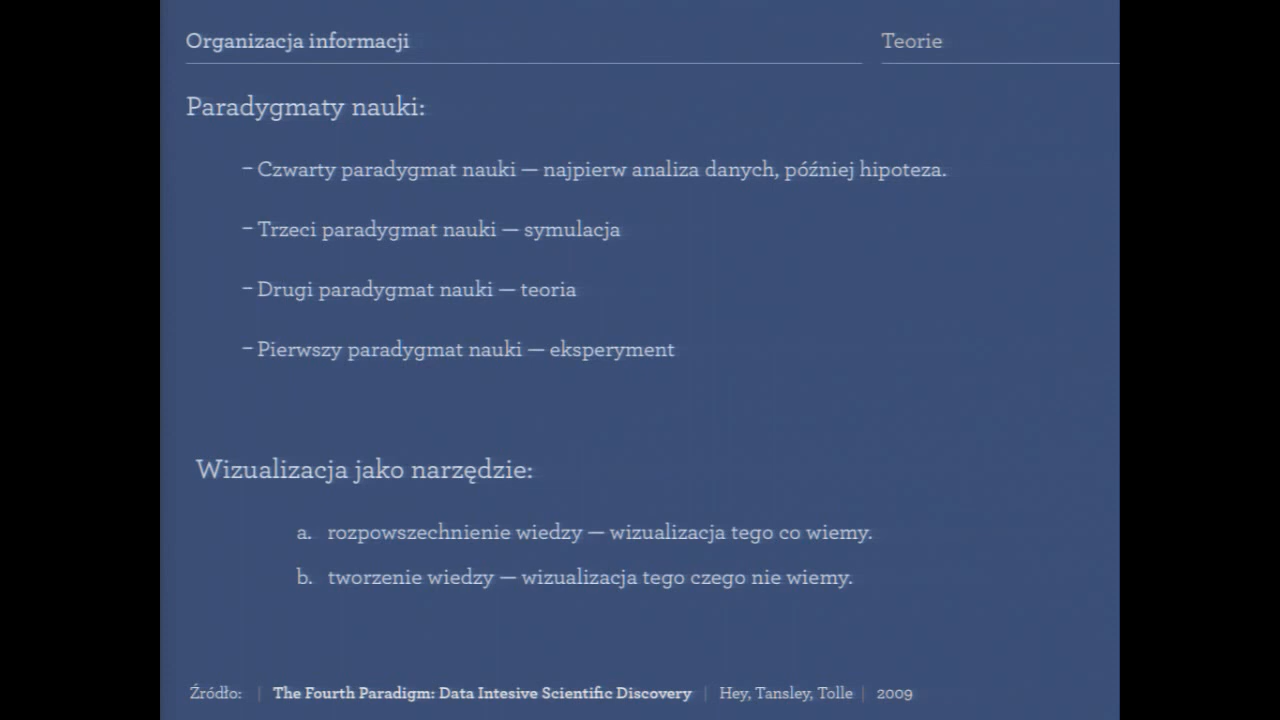 Organizacja informacji
Teorie
Paradygmaty nauki:
– Czwarty paradygmat nauki — najpierw analiza danych, później hipoteza.
– Trzeci paradygmat nauki — symulacja
– Drugi paradygmat nauki — teoria
– Pierwszy paradygmat nauki — eksperyment
Wizualizacja jako narzędzie:
a. rozpowszechnienie wiedzy — wizualizacja tego co wiemy.
b. tworzenie wiedzy — wizualizacja tego czego nie wiemy.
Źródło: | The Fourth Paradigm: Data Intesive Scientific Discovery | Hey, Tansley, Tolle | 2009